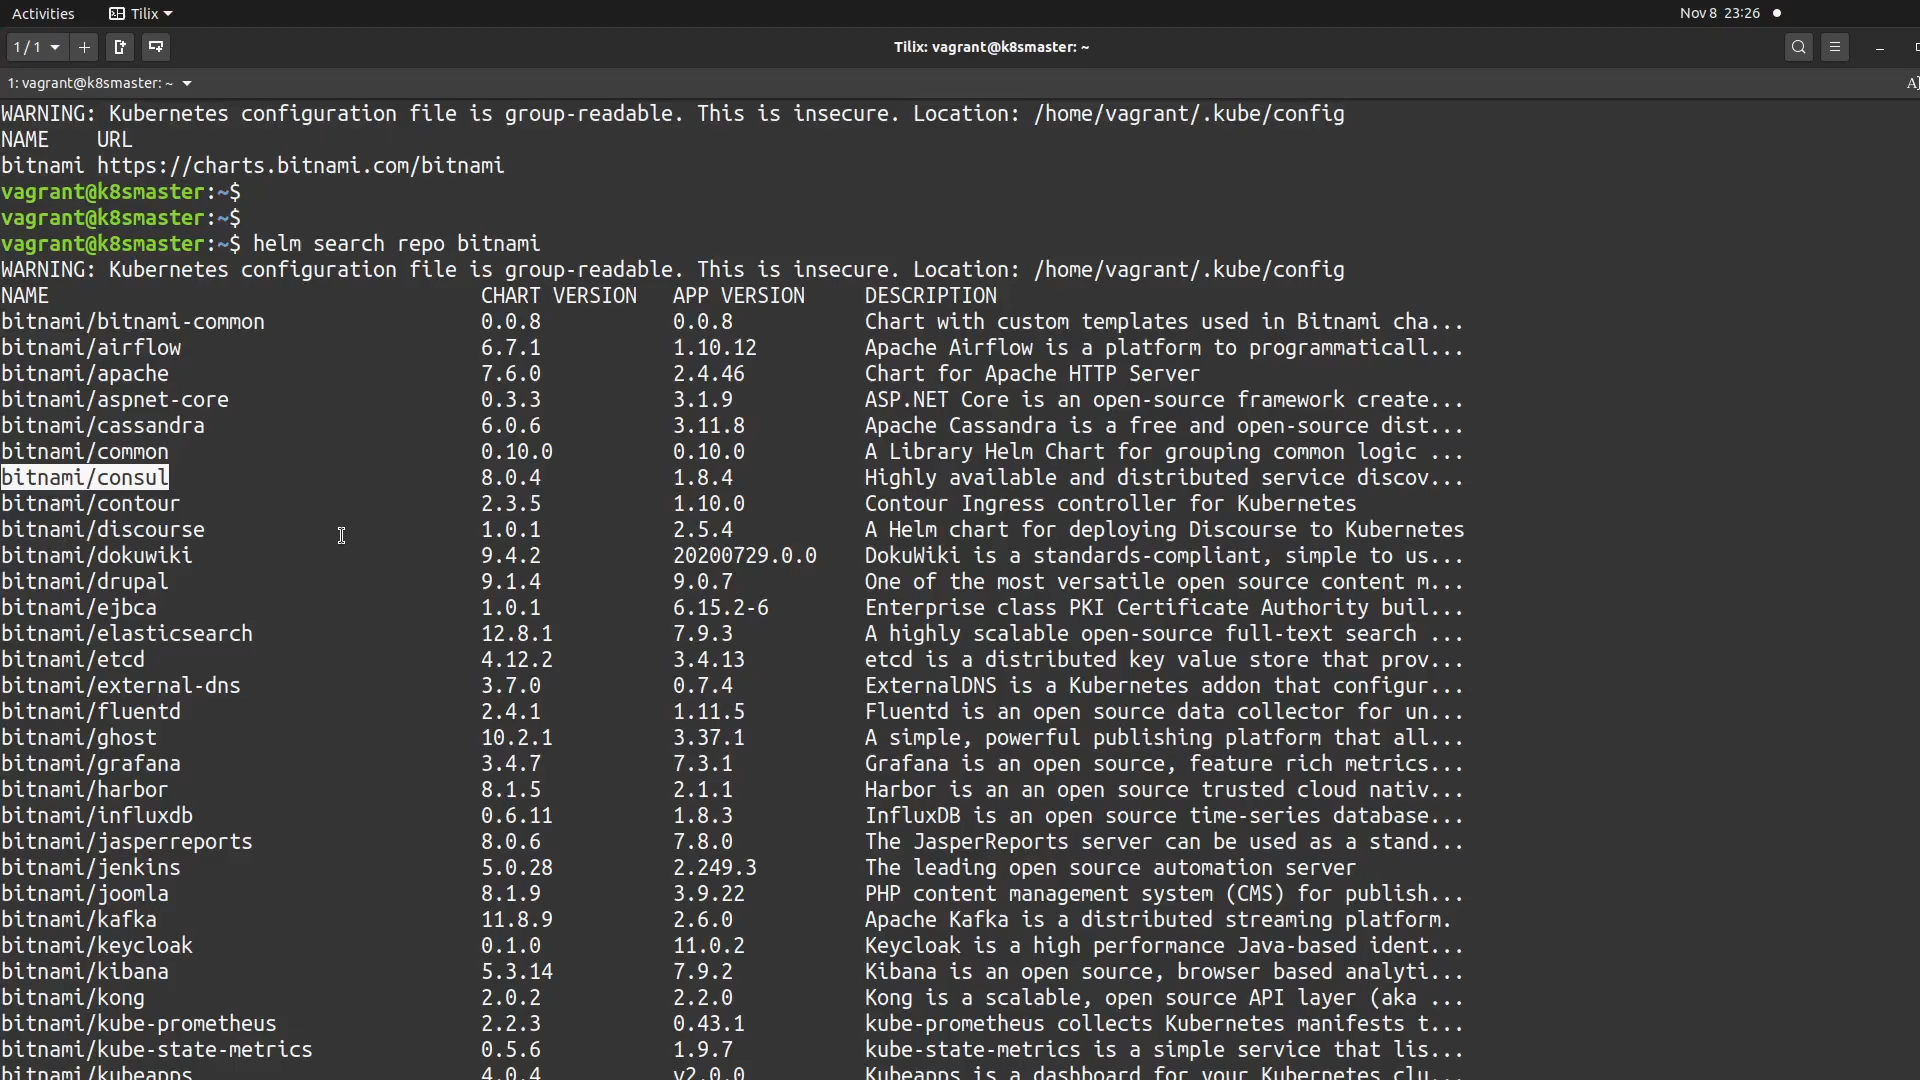 Activities Tilix Nov 8 23:26
1 / 1 Tilix: vagrant@k8smaster: ~
1: vagrant@k8smaster: ~
WARNING: Kubernetes configuration file is group-readable. This is insecure. Location: /home/vagrant/.kube/config
NAME URL
bitnami https://charts.bitnami.com/bitnami
vagrant@k8smaster:~$
vagrant@k8smaster:~$
vagrant@k8smaster:~$ helm search repo bitnami
WARNING: Kubernetes configuration file is group-readable. This is insecure. Location: /home/vagrant/.kube/config
NAME CHART VERSION APP VERSION DESCRIPTION
bitnami/bitnami-common 0.0.8 0.0.8 Chart with custom templates used in Bitnami cha...
bitnami/airflow 6.7.1 1.10.12 Apache Airflow is a platform to programmaticall...
bitnami/apache 7.6.0 2.4.46 Chart for Apache HTTP Server
bitnami/aspnet-core 0.3.3 3.1.9 ASP.NET Core is an open-source framework create...
bitnami/cassandra 6.0.6 3.11.8 Apache Cassandra is a free and open-source dist...
bitnami/common 0.10.0 0.10.0 A Library Helm Chart for grouping common logic ...
bitnami/consul 8.0.4 1.8.4 Highly available and distributed service discov...
bitnami/contour 2.3.5 1.10.0 Contour Ingress controller for Kubernetes
bitnami/discourse 1.0.1 2.5.4 A Helm chart for deploying Discourse to Kubernetes
bitnami/dokuwiki 9.4.2 20200729.0.0 DokuWiki is a standards-compliant, simple to us...
bitnami/drupal 9.1.4 9.0.7 One of the most versatile open source content m...
bitnami/ejbca 1.0.1 6.15.2-6 Enterprise class PKI Certificate Authority buil...
bitnami/elasticsearch 12.8.1 7.9.3 A highly scalable open-source full-text search ...
bitnami/etcd 4.12.2 3.4.13 etcd is a distributed key value store that prov...
bitnami/external-dns 3.7.0 0.7.4 ExternalDNS is a Kubernetes addon that configur...
bitnami/fluentd 2.4.1 1.11.5 Fluentd is an open source data collector for un...
bitnami/ghost 10.2.1 3.37.1 A simple, powerful publishing platform that all...
bitnami/grafana 3.4.7 7.3.1 Grafana is an open source, feature rich metrics...
bitnami/harbor 8.1.5 2.1.1 Harbor is an an open source trusted cloud nativ...
bitnami/influxdb 0.6.11 1.8.3 InfluxDB is an open source time-series database...
bitnami/jasperreports 8.0.6 7.8.0 The JasperReports server can be used as a stand...
bitnami/jenkins 5.0.28 2.249.3 The leading open source automation server
bitnami/joomla 8.1.9 3.9.22 PHP content management system (CMS) for publish...
bitnami/kafka 11.8.9 2.6.0 Apache Kafka is a distributed streaming platform.
bitnami/keycloak 0.1.0 11.0.2 Keycloak is a high performance Java-based ident...
bitnami/kibana 5.3.14 7.9.2 Kibana is an open source, browser based analyti...
bitnami/kong 2.0.2 2.2.0 Kong is a scalable, open source API layer (aka ...
bitnami/kube-prometheus 2.2.3 0.43.1 kube-prometheus collects Kubernetes manifests t...
bitnami/kube-state-metrics 0.5.6 1.9.7 kube-state-metrics is a simple service that lis...
bitnami/kubeapps 4.0.4 v2.0.0 Kubeapps is a dashboard for your Kubernetes clu...